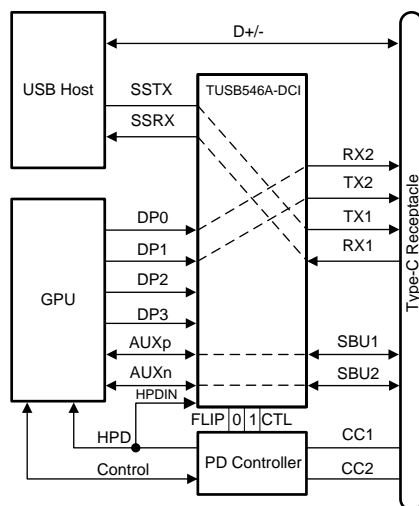 D+/-
USB Host
TUSB546A-DCI
SSTX
SSRX
RX2
TX2
TX1
RX1
Type-C Receptacle
GPU
DP0
DP1
DP2
DP3
AUXp
AUXn
SBU1
SBU2
HPDIN
FLIP 0 1 CTL
HPD
Control
PD Controller
CC1
CC2